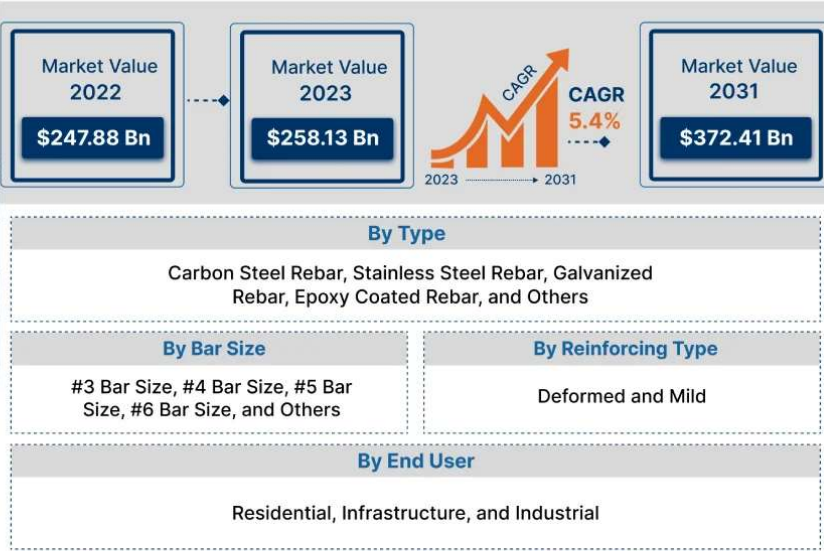 Market Value
2022
$247.88 Bn
Market Value
2023
$258.13 Bn
CAGR
2023
2031
CAGR
5.4%
Market Value
2031
$372.41 Bn
By Type
Carbon Steel Rebar, Stainless Steel Rebar, Galvanized
Rebar, Epoxy Coated Rebar, and Others
By Bar Size
#3 Bar Size, #4 Bar Size, #5 Bar
Size, #6 Bar Size, and Others
By Reinforcing Type
Deformed and Mild
By End User
Residential, Infrastructure, and Industrial